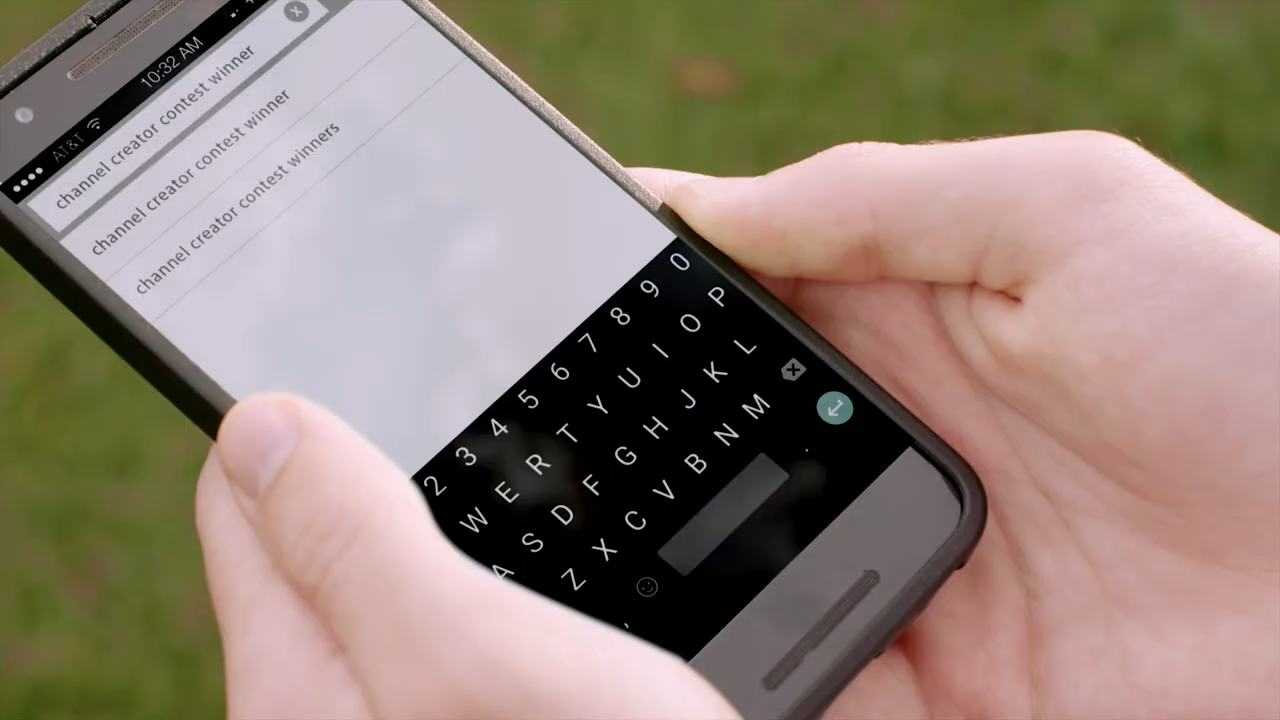 AT&T 10:32 AM
channel creator contest winner
channel creator contest winner
channel creator contest winners
2 3 4 5 6 7 8 9 0
W E R T Y U I O P
A S D F G H J K L
Z X C V B N M
, .